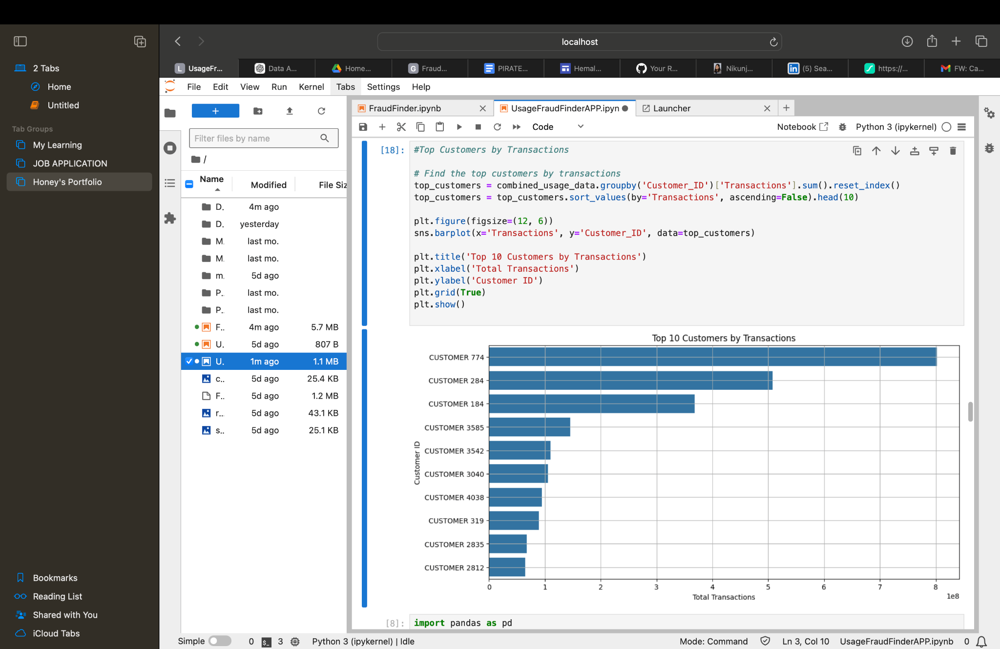 localhost
2 Tabs
Home
Untitled
Tab Groups
My Learning
JOB APPLICATION
Honey's Portfolio
Bookmarks
Reading List
Shared with You
iCloud Tabs
L UsageFr... Data A... Home... G Fraud... PIRATE... Hemal... Your R... Nikunj... in (5) Sea... https://... FW: Ca...
File Edit View Run Kernel Tabs Settings Help
Filter files by name
/
Name Modified File Siz
D. 4m ago
D. yesterday
M. last mo.
M. last mo.
m. 5d ago
P.. last mo.
P.. last mo.
F.. 4m ago 5.7 MB
U. 5d ago 807 B
U. 1m ago 1.1 MB
c.. 5d ago 25.4 KB
F.. 5d ago 1.2 MB
r... 5d ago 43.1 KB
s.. 5d ago 25.1 KB
FraudFinder.ipynb UsageFraudFinderAPP.ipyn Launcher
Code Notebook Python 3 (ipykernel)
[18]: #Top Customers by Transactions
# Find the top customers by transactions
top_customers = combined_usage_data.groupby('Customer_ID')['Transactions'].sum().reset_index()
top_customers = top_customers.sort_values(by='Transactions', ascending=False).head(10)
plt.figure(figsize=(12, 6))
sns.barplot(x='Transactions', y='Customer_ID', data=top_customers)
plt.title('Top 10 Customers by Transactions')
plt.xlabel('Total Transactions')
plt.ylabel('Customer ID')
plt.grid(True)
plt.show()
Top 10 Customers by Transactions
Customer ID
CUSTOMER 774
CUSTOMER 284
CUSTOMER 184
CUSTOMER 3585
CUSTOMER 3542
CUSTOMER 3040
CUSTOMER 4038
CUSTOMER 319
CUSTOMER 2835
CUSTOMER 2812
0 1 2 3 4 5 6 7 8
Total Transactions
1e8
[8]: import pandas as pd
Simple 0 $_ 3 Python 3 (ipykernel) | Idle Mode: Command Ln 3, Col 10 UsageFraudFinderAPP.ipynb 0